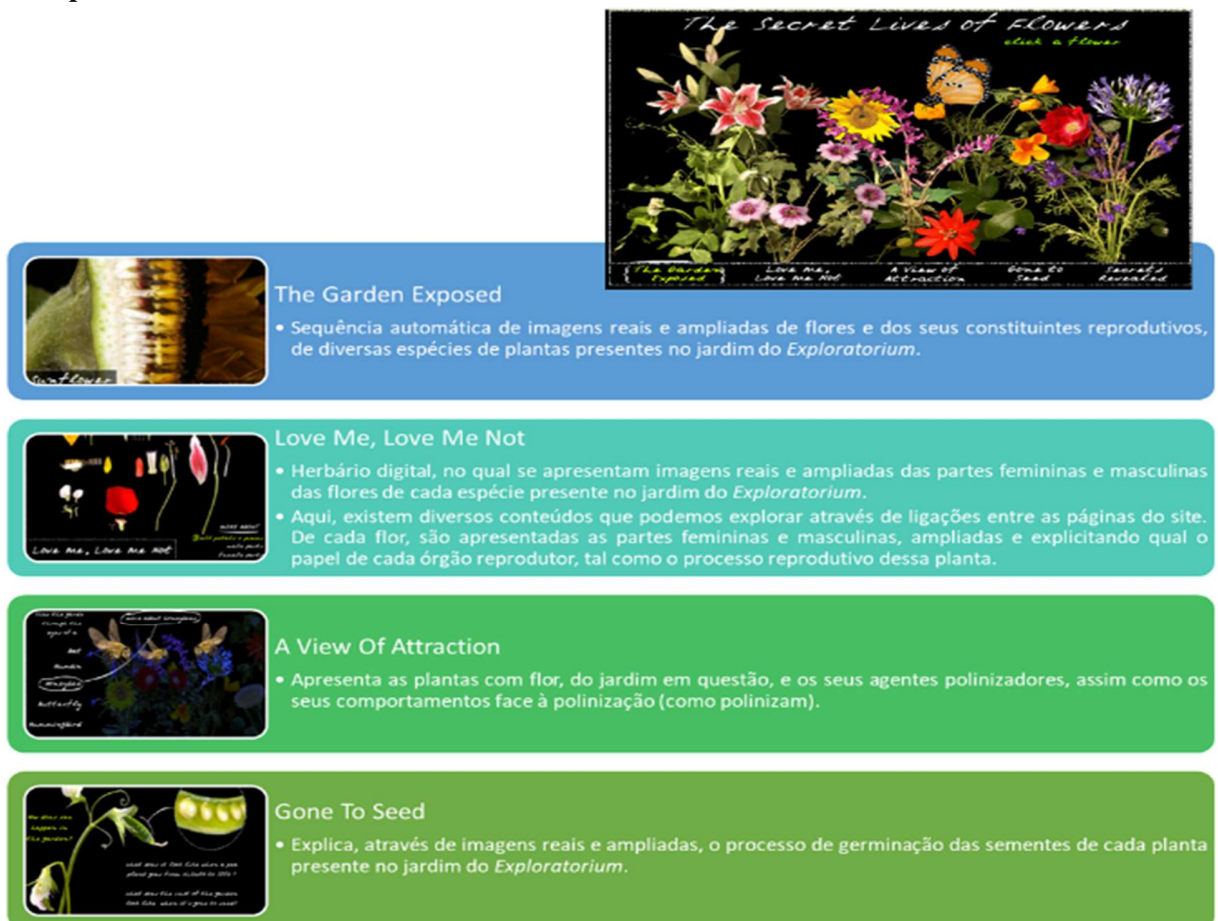 The Secret Lives of Flowers
click a flower
The Garden
Exposed
Love Me,
Love Me Not
A View of
Attraction
Gone to
Seed
Secrets
Revealed
sunflower
The Garden Exposed
• Sequência automática de imagens reais e ampliadas de flores e dos seus constituintes reprodutivos,
de diversas espécies de plantas presentes no jardim do Exploratorium.
Love Me, Love Me Not
Love Me, Love Me Not
• Herbário digital, no qual se apresentam imagens reais e ampliadas das partes femininas e masculinas
das flores de cada espécie presente no jardim do Exploratorium.
• Aqui, existem diversos conteúdos que podemos explorar através de ligações entre as páginas do site.
De cada flor, são apresentadas as partes femininas e masculinas, ampliadas e explicitando qual o
papel de cada órgão reprodutor, tal como o processo reprodutivo dessa planta.
through the
Bat
Honeybee
Butterfly
Hummingbird
A View Of Attraction
• Apresenta as plantas com flor, do jardim em questão, e os seus agentes polinizadores, assim como os
seus comportamentos face à polinização (como polinizam).
happen in
the garden?
Gone To Seed
• Explica, através de imagens reais e ampliadas, o processo de germinação das sementes de cada planta
presente no jardim do Exploratorium.